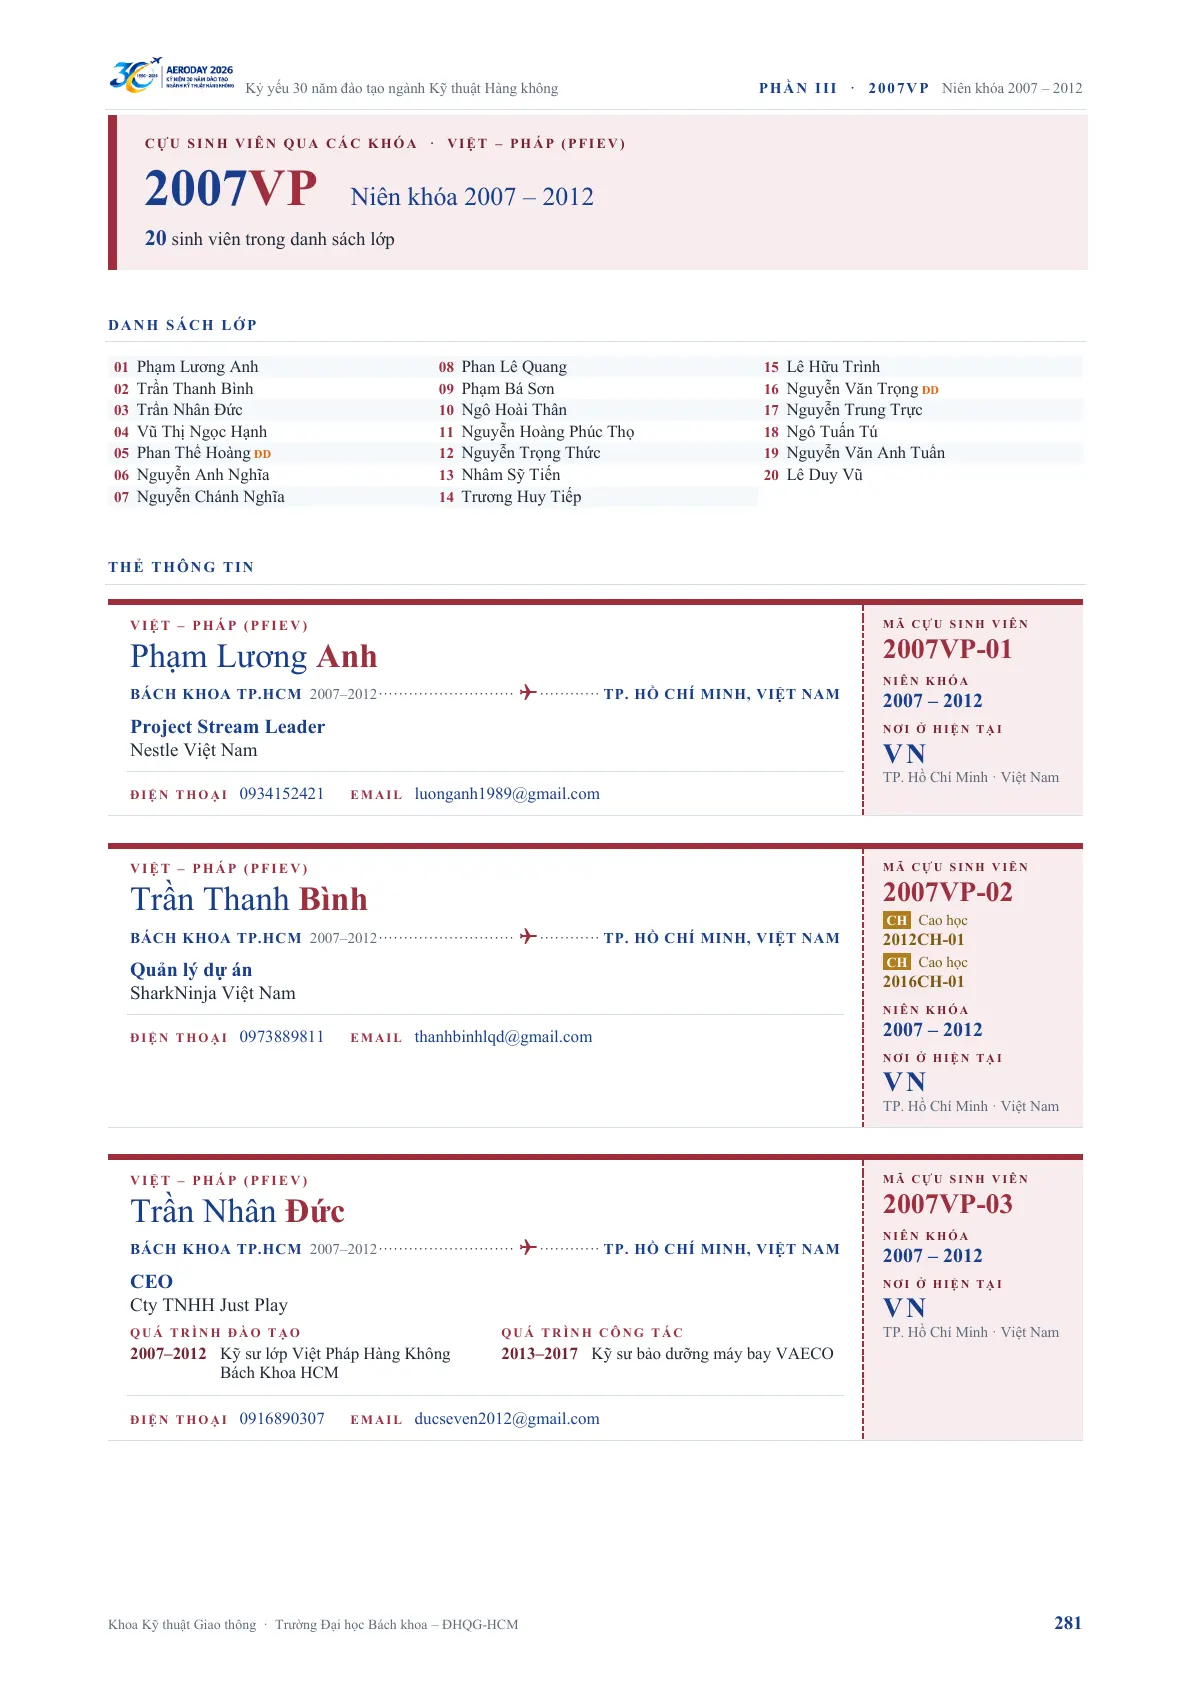 AERODAY 2026
1996 - 2026
KỶ NIỆM 30 NĂM ĐÀO TẠO
NGÀNH KỸ THUẬT HÀNG KHÔNG
Kỷ yếu 30 năm đào tạo ngành Kỹ thuật Hàng không
PHẦN III · 2007VP Niên khóa 2007 – 2012
CỰU SINH VIÊN QUA CÁC KHÓA · VIỆT – PHÁP (PFIEV)
2007VP Niên khóa 2007 – 2012
20 sinh viên trong danh sách lớp
DANH SÁCH LỚP
01 Phạm Lương Anh
02 Trần Thanh Bình
03 Trần Nhân Đức
04 Vũ Thị Ngọc Hạnh
05 Phan Thế Hoàng ĐD
06 Nguyễn Anh Nghĩa
07 Nguyễn Chánh Nghĩa
08 Phan Lê Quang
09 Phạm Bá Sơn
10 Ngô Hoài Thân
11 Nguyễn Hoàng Phúc Thọ
12 Nguyễn Trọng Thức
13 Nhâm Sỹ Tiến
14 Trương Huy Tiếp
15 Lê Hữu Trình
16 Nguyễn Văn Trọng ĐD
17 Nguyễn Trung Trực
18 Ngô Tuấn Tú
19 Nguyễn Văn Anh Tuấn
20 Lê Duy Vũ
THẺ THÔNG TIN
VIỆT – PHÁP (PFIEV)
Phạm Lương Anh
BÁCH KHOA TP.HCM 2007–2012 TP. HỒ CHÍ MINH, VIỆT NAM
Project Stream Leader
Nestle Việt Nam
ĐIỆN THOẠI 0934152421 EMAIL luonganh1989@gmail.com
MÃ CỰU SINH VIÊN
2007VP-01
NIÊN KHÓA
2007 – 2012
NƠI Ở HIỆN TẠI
VN
TP. Hồ Chí Minh · Việt Nam
VIỆT – PHÁP (PFIEV)
Trần Thanh Bình
BÁCH KHOA TP.HCM 2007–2012 TP. HỒ CHÍ MINH, VIỆT NAM
Quản lý dự án
SharkNinja Việt Nam
ĐIỆN THOẠI 0973889811 EMAIL thanhbinhlqd@gmail.com
MÃ CỰU SINH VIÊN
2007VP-02
CH Cao học
2012CH-01
CH Cao học
2016CH-01
NIÊN KHÓA
2007 – 2012
NƠI Ở HIỆN TẠI
VN
TP. Hồ Chí Minh · Việt Nam
VIỆT – PHÁP (PFIEV)
Trần Nhân Đức
BÁCH KHOA TP.HCM 2007–2012 TP. HỒ CHÍ MINH, VIỆT NAM
CEO
Cty TNHH Just Play
QUÁ TRÌNH ĐÀO TẠO
2007–2012 Kỹ sư lớp Việt Pháp Hàng Không
Bách Khoa HCM
QUÁ TRÌNH CÔNG TÁC
2013–2017 Kỹ sư bảo dưỡng máy bay VAECO
ĐIỆN THOẠI 0916890307 EMAIL ducseven2012@gmail.com
MÃ CỰU SINH VIÊN
2007VP-03
NIÊN KHÓA
2007 – 2012
NƠI Ở HIỆN TẠI
VN
TP. Hồ Chí Minh · Việt Nam
Khoa Kỹ thuật Giao thông · Trường Đại học Bách khoa – ĐHQG-HCM
281